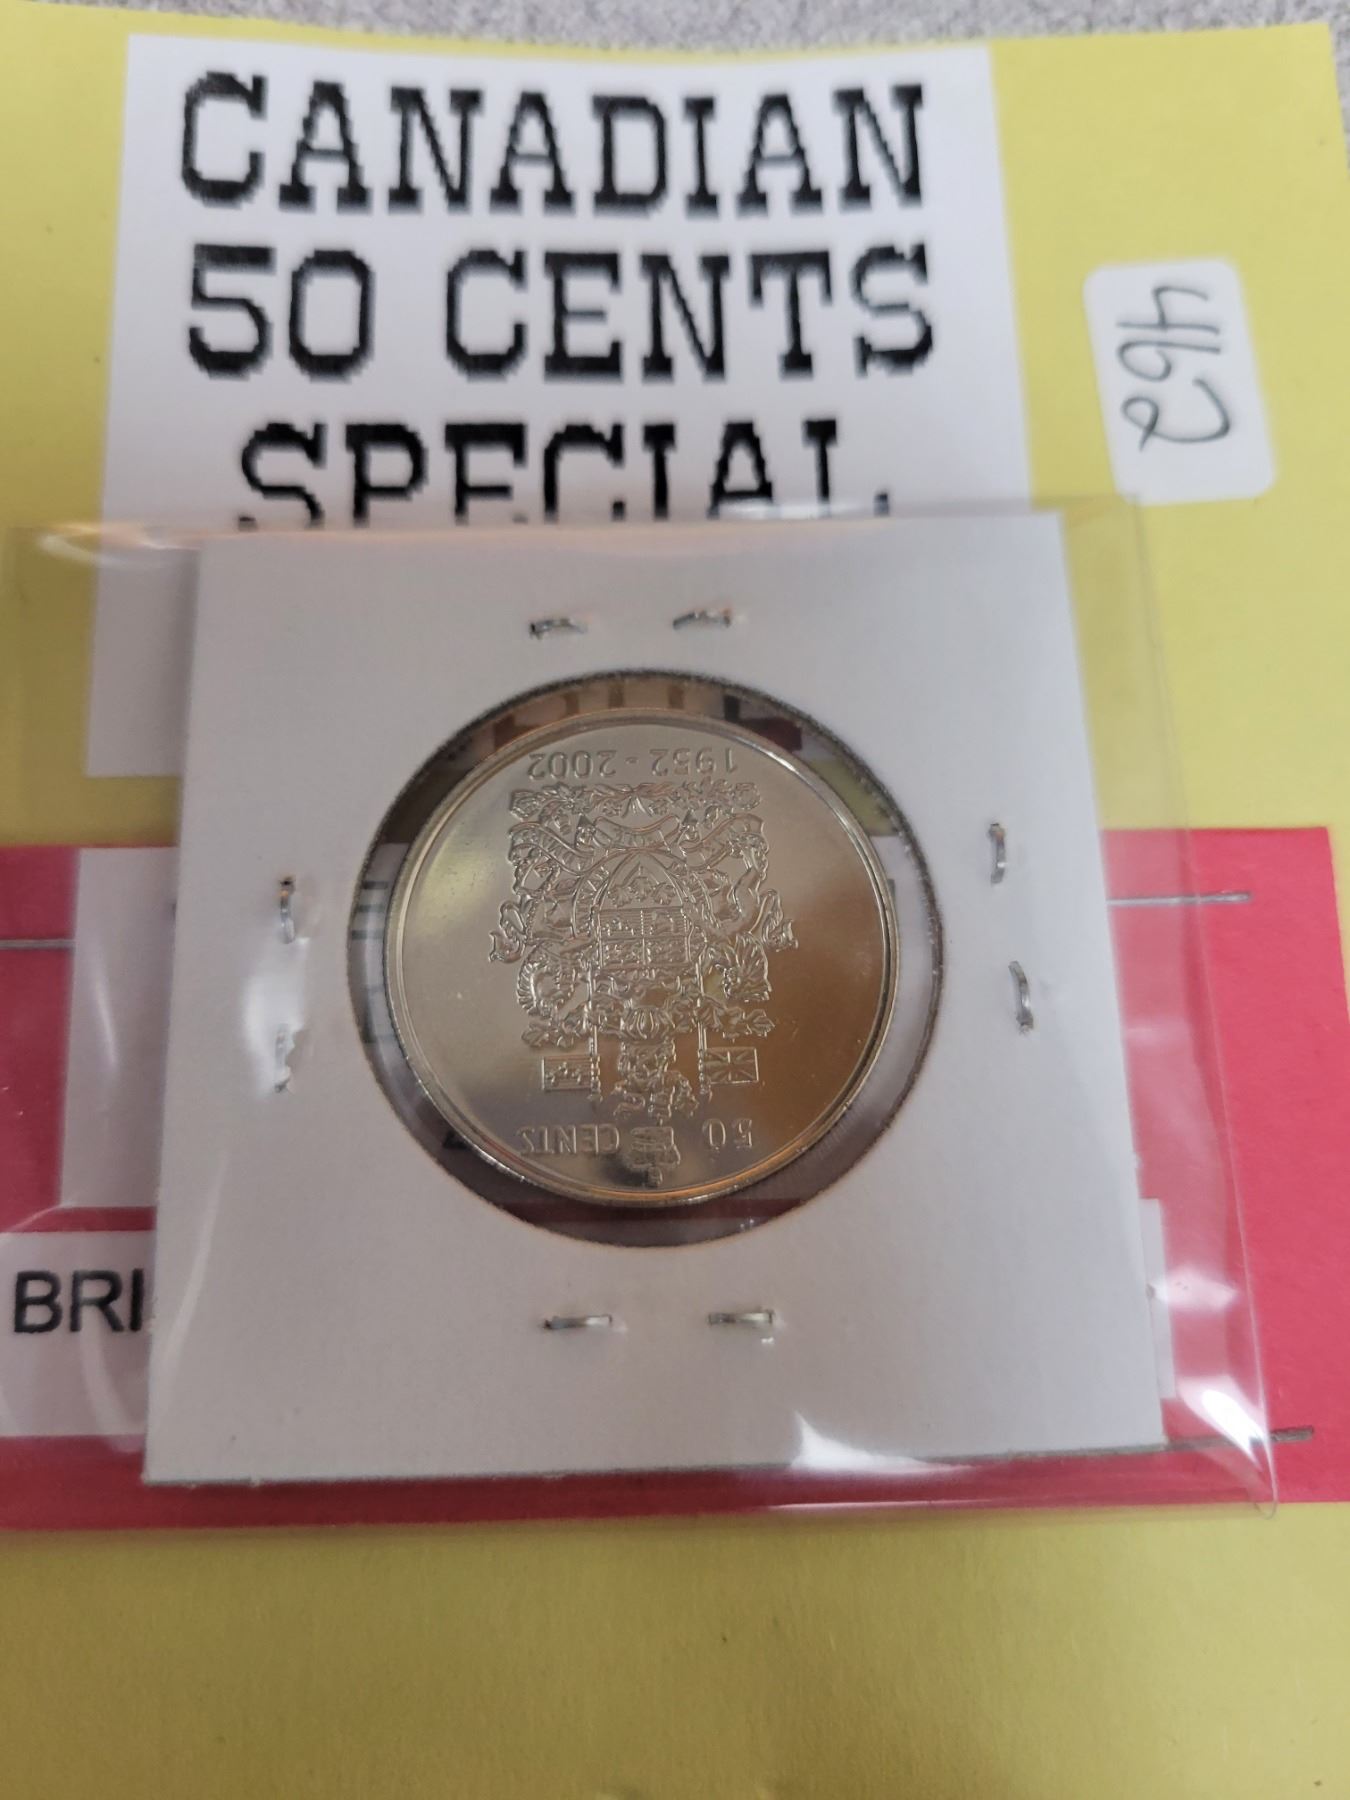 CANADIAN
50 CENTS
SPECIAL
462
1952 - 2002
50 CENTS
BRI